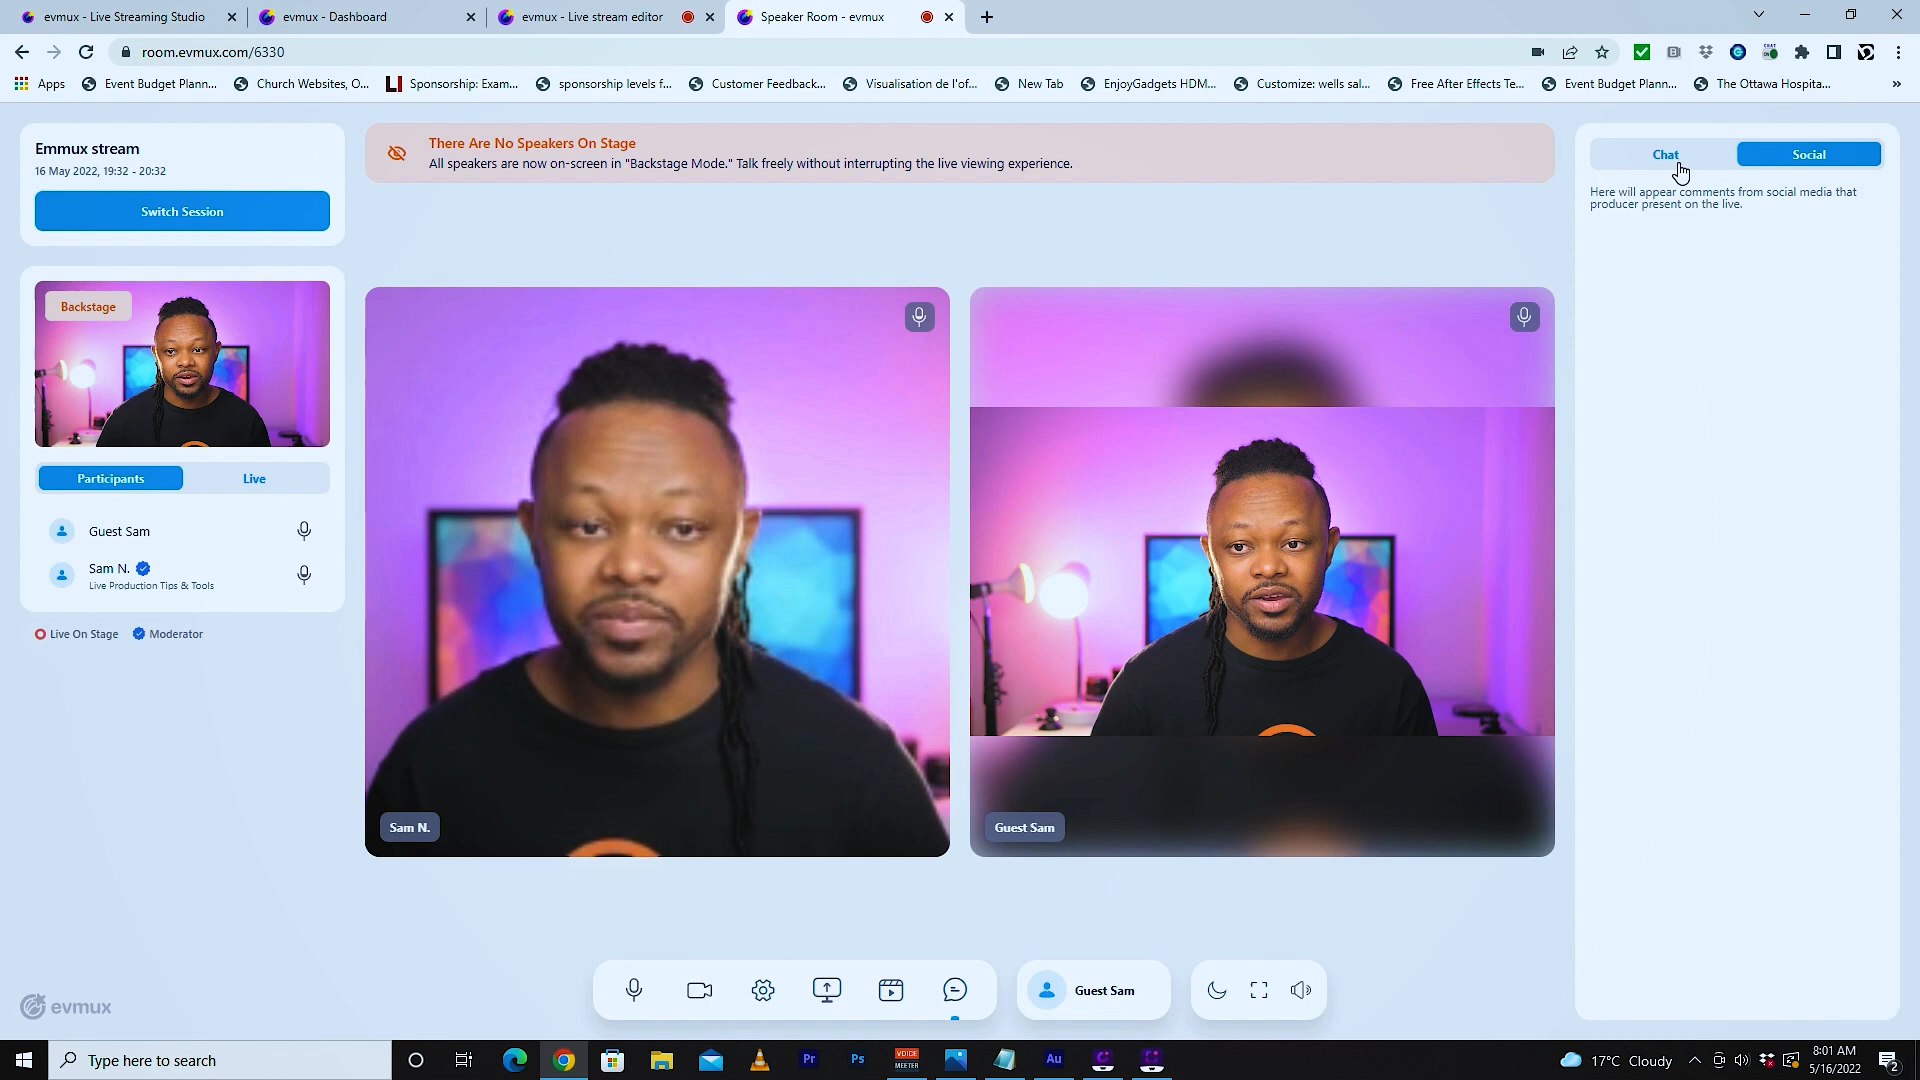 evmux - Live Streaming Studio
evmux - Dashboard
evmux - Live stream editor
Speaker Room - evmux
room.evmux.com/6330
Apps
Event Budget Plann...
Church Websites, O...
Sponsorship: Exam...
sponsorship levels f...
Customer Feedback...
Visualisation de l'of...
New Tab
EnjoyGadgets HDM...
Customize: wells sal...
Free After Effects Te...
Event Budget Plann...
The Ottawa Hospita...
»
Emmux stream
16 May 2022, 19:32 - 20:32
Switch Session
Backstage
Participants
Live
Guest Sam
Sam N.
Live Production Tips & Tools
Live On Stage
Moderator
There Are No Speakers On Stage
All speakers are now on-screen in "Backstage Mode." Talk freely without interrupting the live viewing experience.
Sam N.
Guest Sam
Chat
Social
Here will appear comments from social media that
producer present on the live.
evmux
Guest Sam
Type here to search
Pr
Ps
VOICE
MEETER
Au
17°C Cloudy
8:01 AM
5/16/2022
2